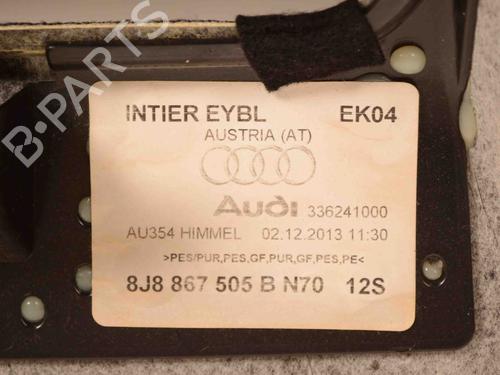 INTIER EYBL EK04
AUSTRIA (AT)
Audi 336241000
AU354 HIMMEL 02.12.2013 11:30
>PES/PUR,PES,GF,PUR,GF,PES,PE<
8J8 867 505 B N70 12S
B-Parts